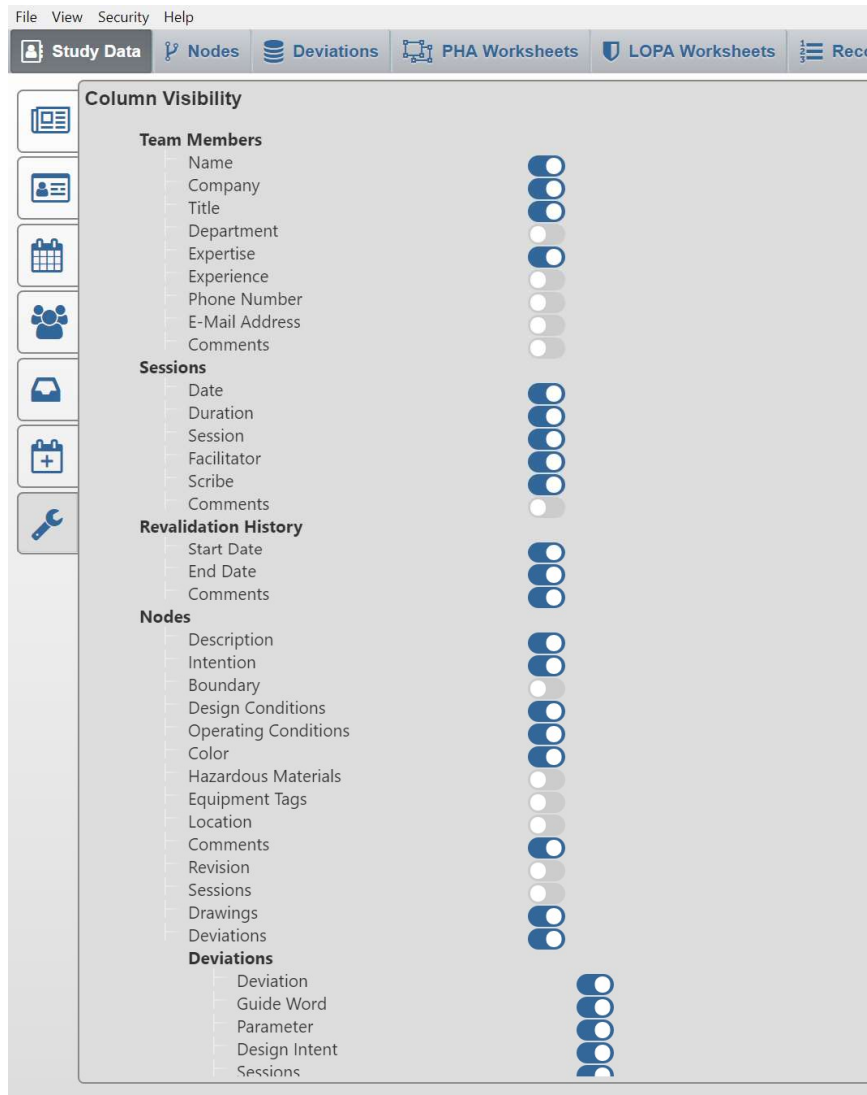 File View Security Help
Study Data Nodes Deviations PHA Worksheets LOPA Worksheets Reco
Column Visibility
Team Members
Name
Company
Title
Department
Expertise
Experience
Phone Number
E-Mail Address
Comments
Sessions
Date
Duration
Session
Facilitator
Scribe
Comments
Revalidation History
Start Date
End Date
Comments
Nodes
Description
Intention
Boundary
Design Conditions
Operating Conditions
Color
Hazardous Materials
Equipment Tags
Location
Comments
Revision
Sessions
Drawings
Deviations
Deviations
Deviation
Guide Word
Parameter
Design Intent
Sessions